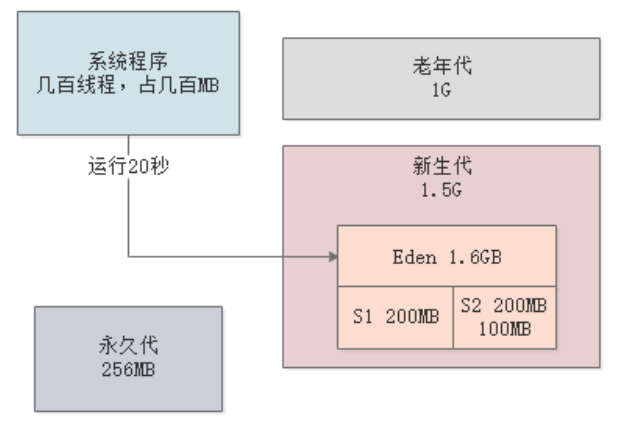 系统程序
几百线程，占几百MB
老年代
1G
运行20秒
新生代
1.5G
Eden 1.6GB
S1 200MB
S2 200MB
100MB
永久代
256MB